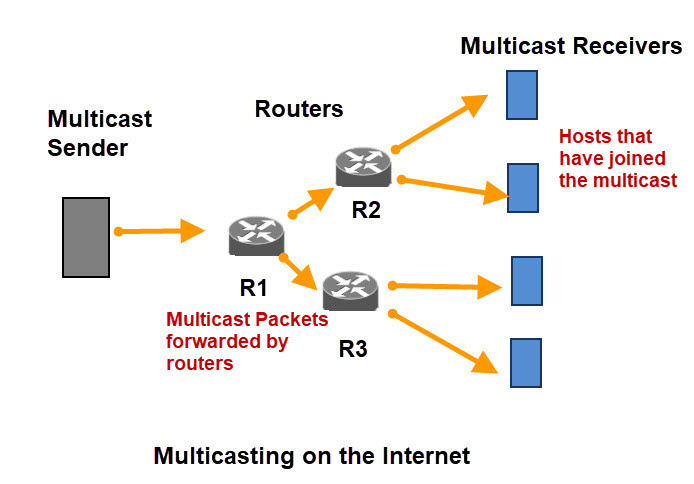 Multicast Receivers
Multicast
Sender
Routers
Hosts that
have joined
the multicast
R2
R1
Multicast Packets
forwarded by
routers
R3
Multicasting on the Internet